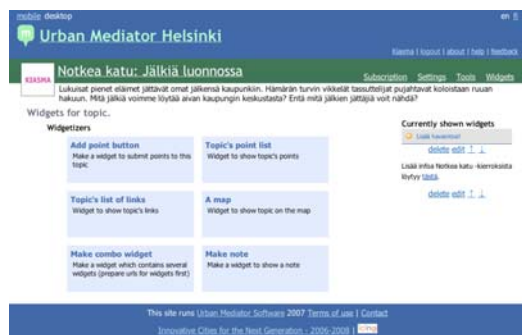 mobile desktop
en fi
Urban Mediator Helsinki
Kiasma | logout | about | help | feedback
KIASMA
Notkea katu: Jälkiä luonnossa
Subscription Settings Tools Widgets
Lukuisat pienet eläimet jättävät omat jälkensä kaupunkiin. Hämärän turvin vikkelät tassuttelijat pujahtavat koloistaan ruuan
hakuun. Mitä jälkiä voimme löytää aivan kaupungin keskustasta? Entä mitä jälkien jättäjiä voit nähdä?
Widgets for topic.
Widgetizers
Add point button
Make a widget to submit points to this
topic
Topic's point list
Widget to show topic's points
Topic's list of links
Widget to show topic's links
A map
Widget to show topic on the map
Make combo widget
Make a widget which contains several
widgets (prepare urls for widgets first)
Make note
Make a widget to show a note
Currently shown widgets
Lisää havaintosi!
delete edit ↑ ↓
Lisää infoa Notkea katu -kierroksista
löytyy tästä.
delete edit ↑ ↓
This site runs Urban Mediator Software 2007 Terms of use | Contact
Innovative Cities for the Next Generation - 2006-2008 | icing